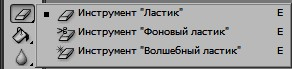 Инструмент "Ластик" E
Инструмент "Фоновый ластик" E
Инструмент "Волшебный ластик" E